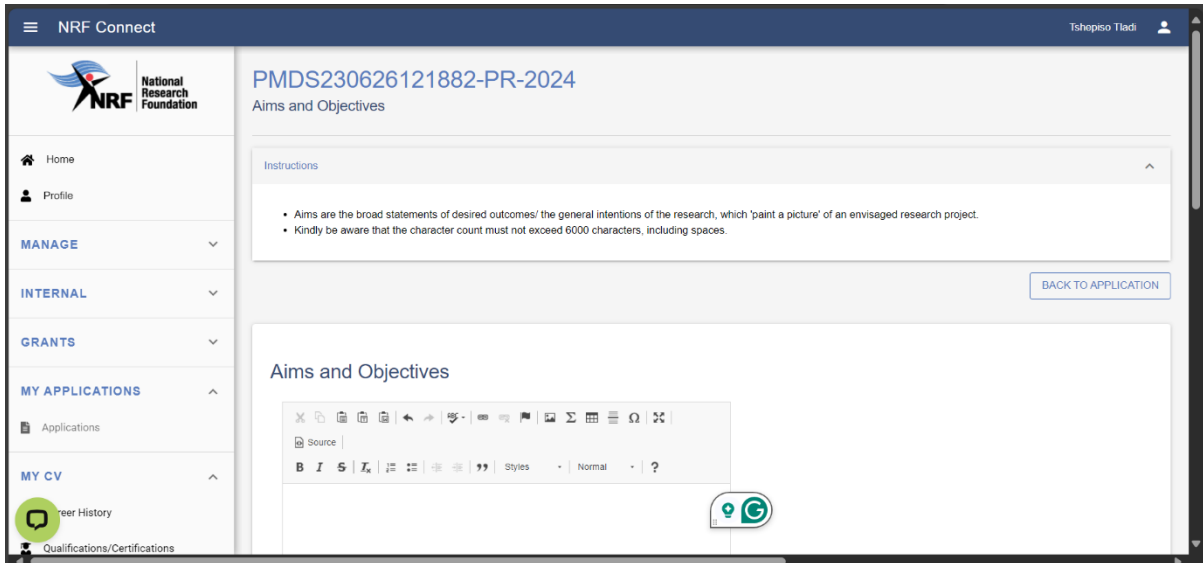 NRF Connect
Tshepiso Tladi
NRF
National
Research
Foundation
Home
Profile
MANAGE
INTERNAL
GRANTS
MY APPLICATIONS
Applications
MY CV
reer History
Qualifications/Certifications
PMDS230626121882-PR-2024
Aims and Objectives
Instructions
• Aims are the broad statements of desired outcomes/ the general intentions of the research, which 'paint a picture' of an envisaged research project.
• Kindly be aware that the character count must not exceed 6000 characters, including spaces.
BACK TO APPLICATION
Aims and Objectives
Source
B I S Tx Styles Normal ?